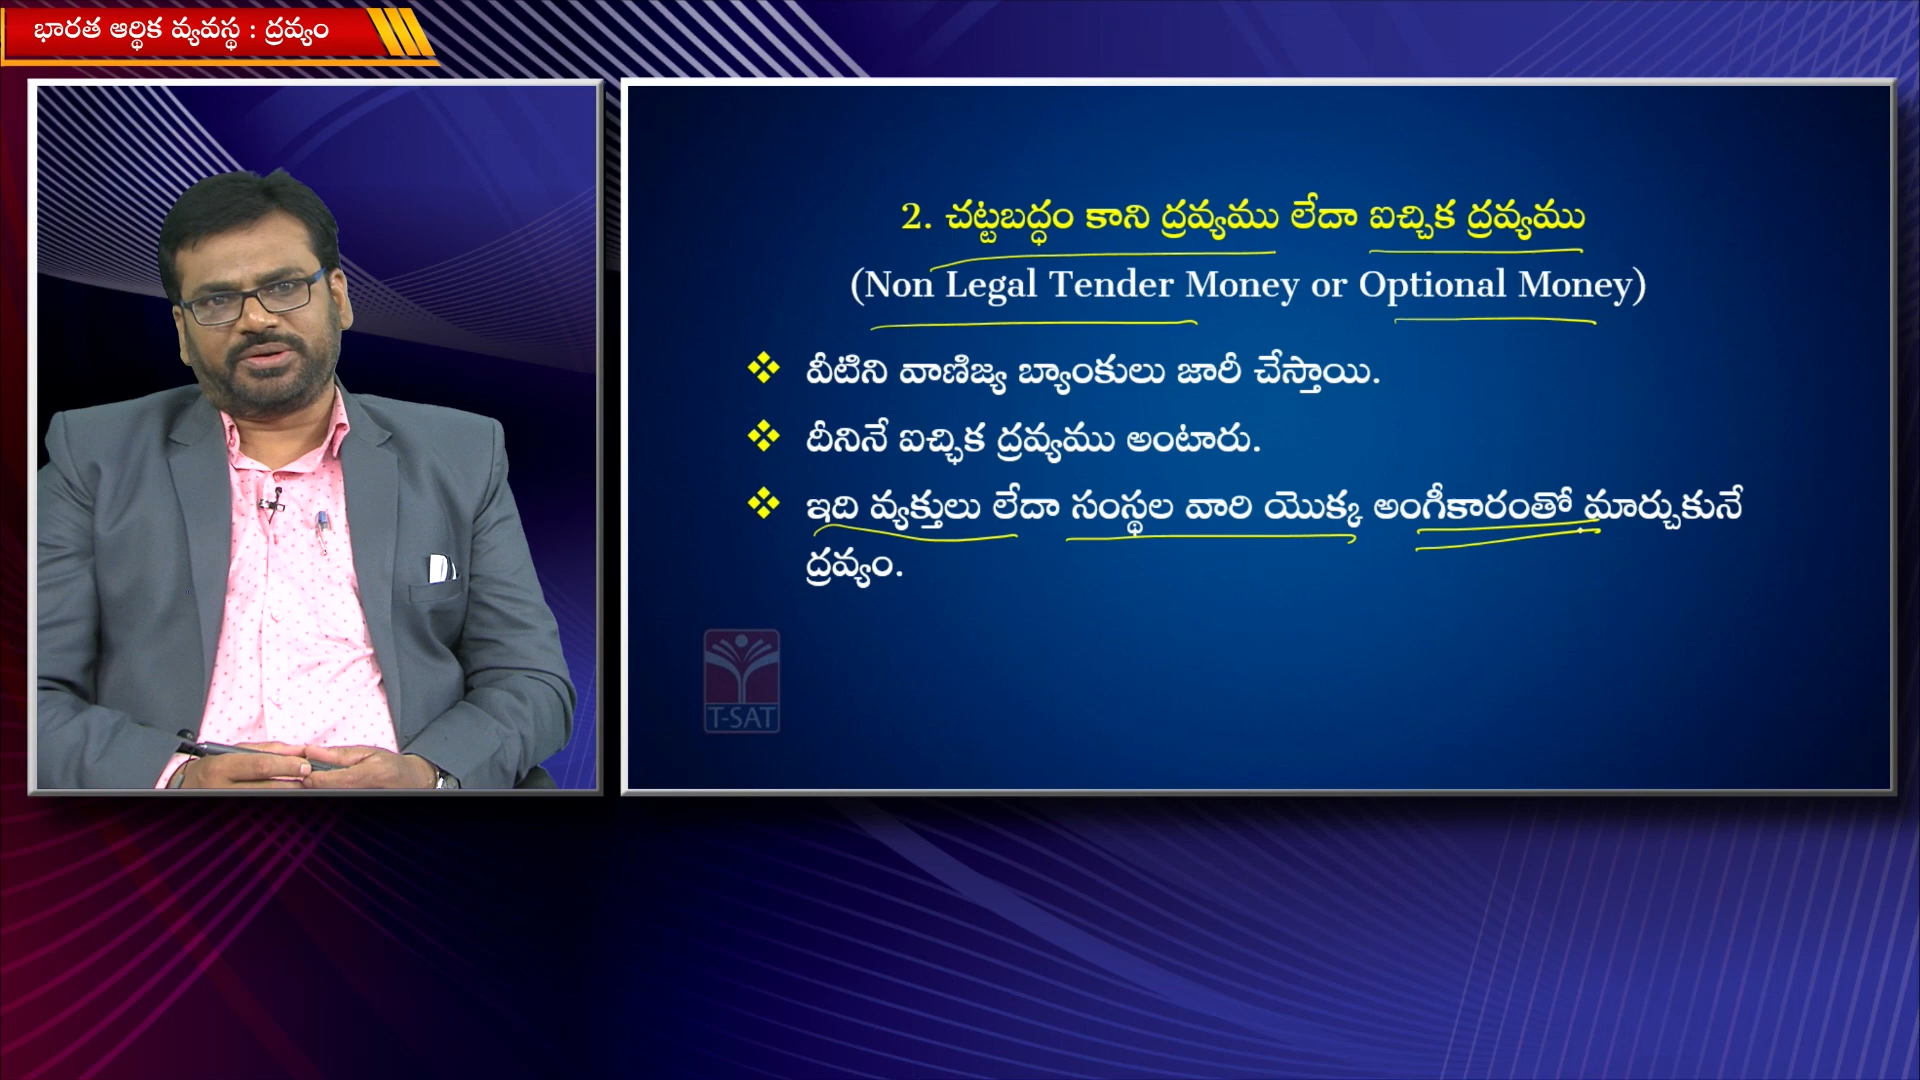 భారత ఆర్థిక వ్యవస్థ : ద్రవ్యం
2. చట్టబద్ధం కాని ద్రవ్యము లేదా ఐచ్చిక ద్రవ్యము
(Non Legal Tender Money or Optional Money)
❖ వీటిని వాణిజ్య బ్యాంకులు జారీ చేస్తాయి.
❖ దీనినే ఐచ్ఛిక ద్రవ్యము అంటారు.
❖ ఇది వ్యక్తులు లేదా సంస్థల వారి యొక్క అంగీకారంతో మార్చుకునే
ద్రవ్యం.
T-SAT